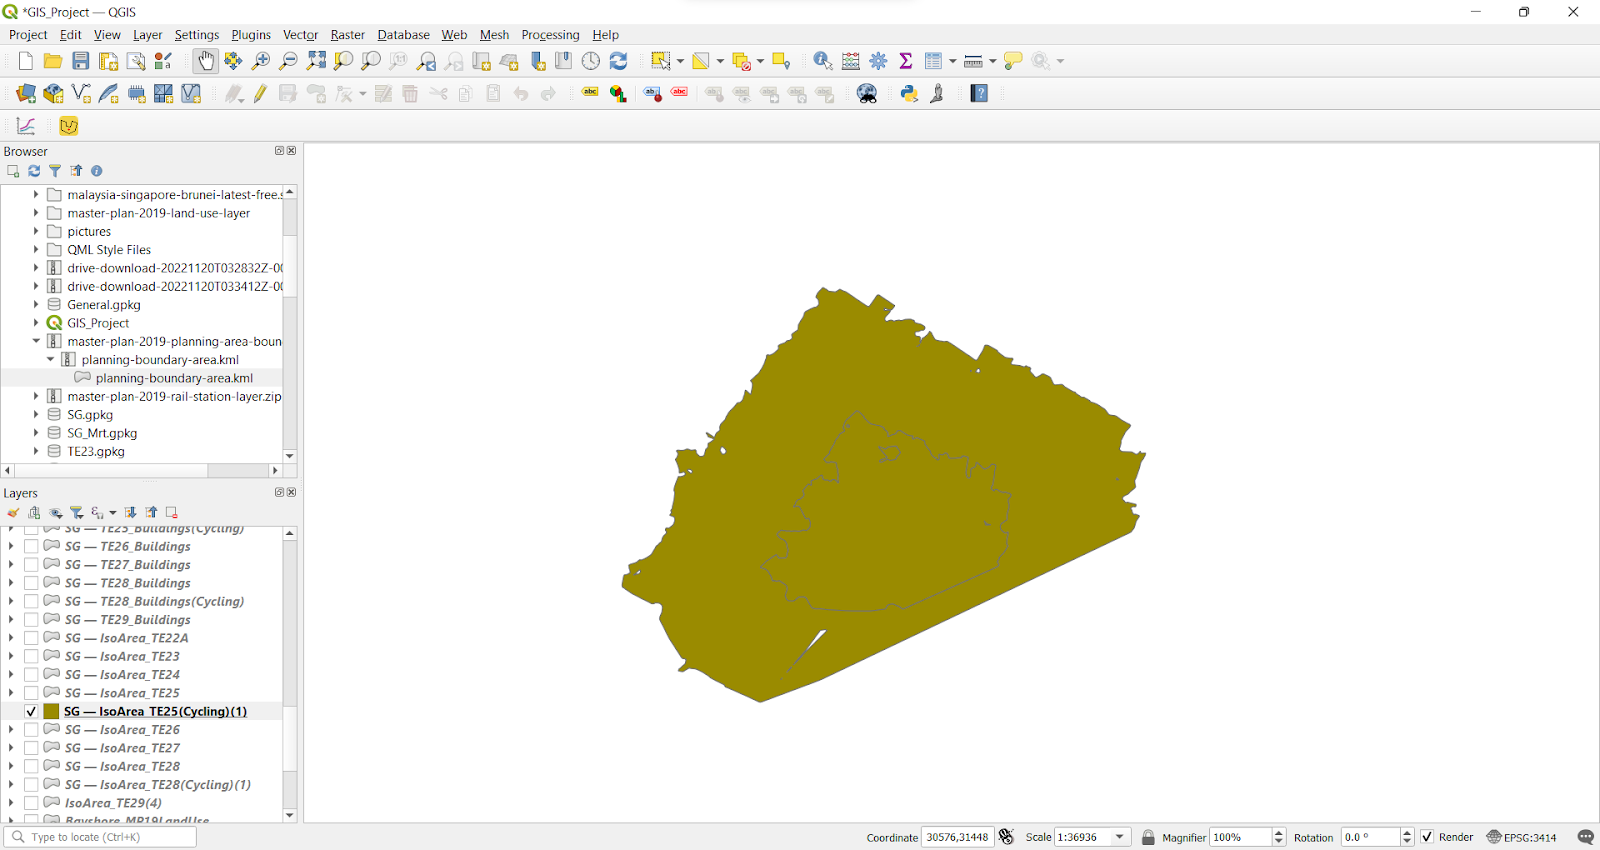 *GIS_Project — QGIS
Project Edit View Layer Settings Plugins Vector Raster Database Web Mesh Processing Help
Browser
malaysia-singapore-brunei-latest-free.s
master-plan-2019-land-use-layer
pictures
QML Style Files
drive-download-20221120T032832Z-00
drive-download-20221120T033412Z-00
General.gpkg
GIS_Project
master-plan-2019-planning-area-boun
planning-boundary-area.kml
planning-boundary-area.kml
master-plan-2019-rail-station-layer.zip
SG.gpkg
SG_Mrt.gpkg
TE23.gpkg
Layers
SG — TE25_Buildings(Cycling)
SG — TE26_Buildings
SG — TE27_Buildings
SG — TE28_Buildings
SG — TE28_Buildings(Cycling)
SG — TE29_Buildings
SG — IsoArea_TE22A
SG — IsoArea_TE23
SG — IsoArea_TE24
SG — IsoArea_TE25
SG — IsoArea_TE25(Cycling)(1)
SG — IsoArea_TE26
SG — IsoArea_TE27
SG — IsoArea_TE28
SG — IsoArea_TE28(Cycling)(1)
IsoArea_TE29(4)
Bayshore_MP19LandUse
Type to locate (Ctrl+K)
Coordinate 30576,31448 Scale 1:36936 Magnifier 100% Rotation 0.0 ° Render EPSG:3414